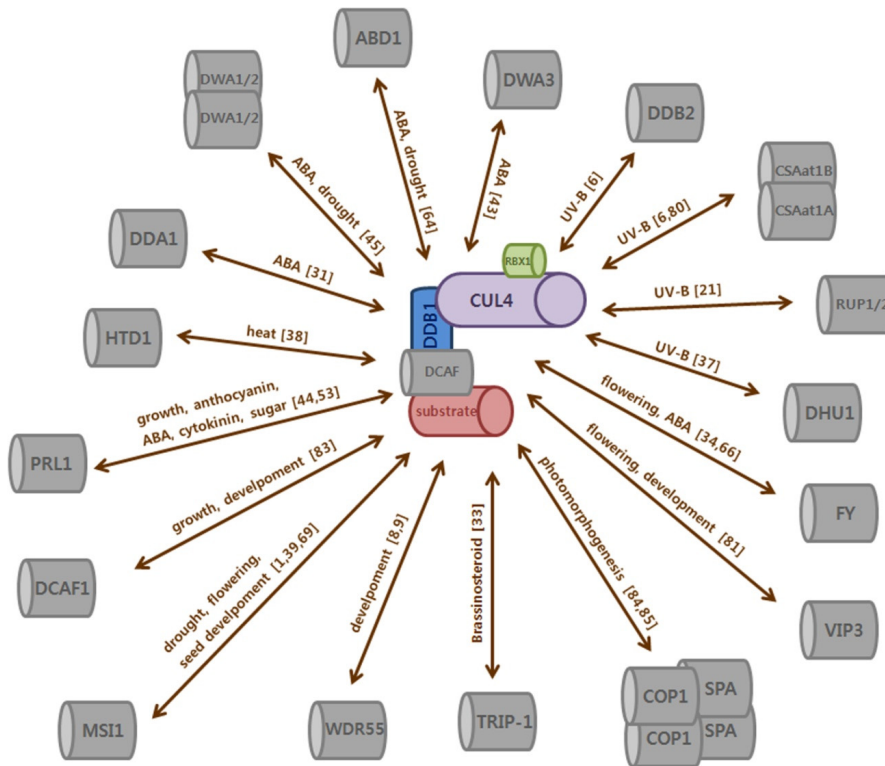 ABD1
DWA1/2
DWA1/2
DWA3
DDB2
CSAat1B
CSAat1A
ABA, drought [64]
ABA, drought [45]
ABA [43]
UV-B [6]
UV-B [6,80]
DDA1
ABA [31]
RBX1
CUL4
UV-B [21]
RUP1/2
HTD1
heat [38]
DDB1
DCAF
substrate
UV-B [37]
DHU1
growth, anthocyanin,
ABA, cytokinin, sugar [44,53]
PRL1
flowering, ABA [34,66]
FY
growth, develpoment [83]
DCAF1
flowering, development [81]
VIP3
drought, flowering,
seed develpoment [1,39,69]
MSI1
develpoment [8,9]
WDR55
Brassinosteroid [33]
TRIP-1
photomorphogenesis [84,85]
COP1
SPA
COP1
SPA